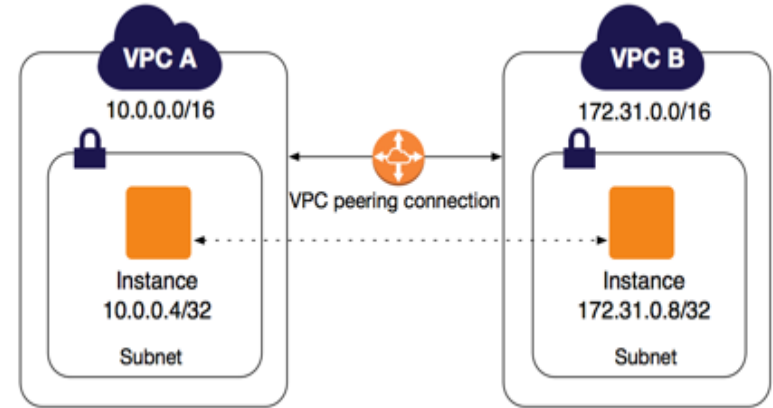 VPC A
10.0.0.0/16
Instance
10.0.0.4/32
Subnet
VPC peering connection
VPC B
172.31.0.0/16
Instance
172.31.0.8/32
Subnet